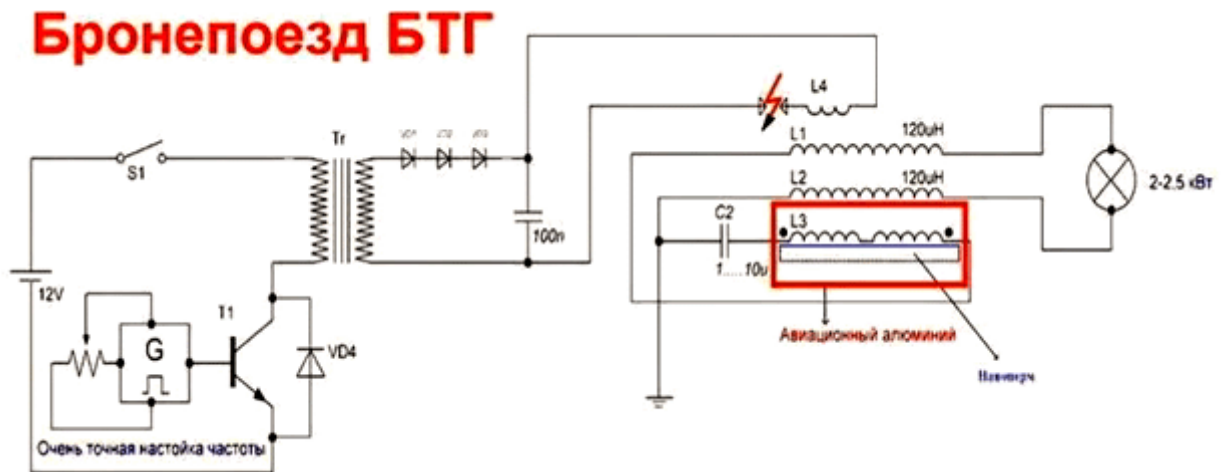 Бронепоезд БТГ
S1
Tr
L4
L1
120uH
L2
120uH
2-2.5 кВт
100n
C2
L3
1.....10u
12V
T1
G
VD4
Авиационный алюминий
Очень точная настойка частоты